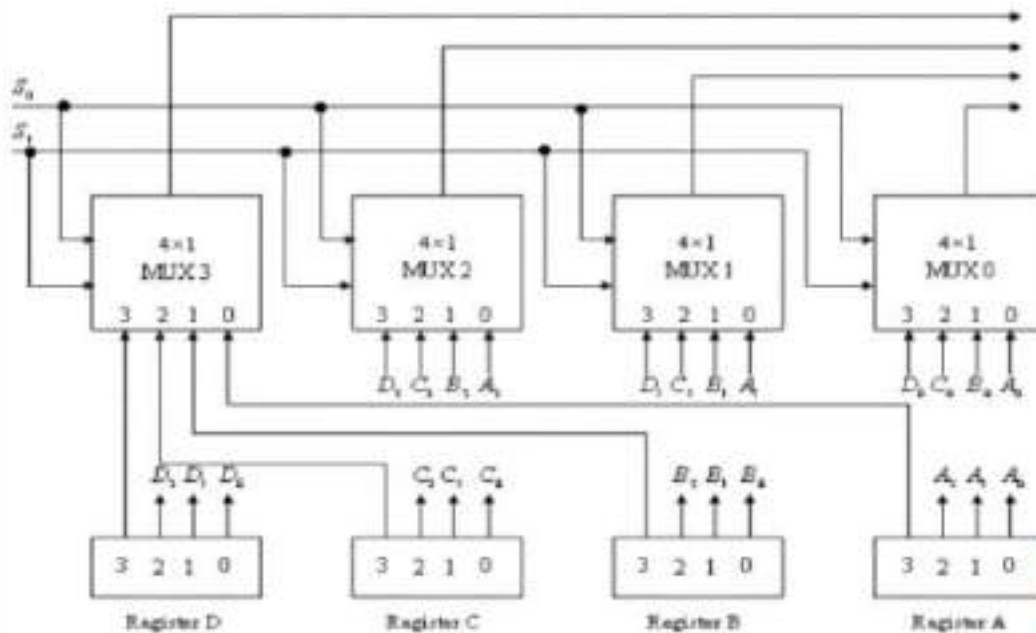 S₀
S₁
4×1 4×1 4×1 4×1
MUX 3 MUX 2 MUX 1 MUX 0
3 2 1 0 3 2 1 0 3 2 1 0 3 2 1 0
D₂ C₂ B₂ A₂ D₁ C₁ B₁ A₁ D₀ C₀ B₀ A₀
D₂ D₁ D₀ C₂ C₁ C₀ B₂ B₁ B₀ A₂ A₁ A₀
3 2 1 0 3 2 1 0 3 2 1 0 3 2 1 0
Register D Register C Register B Register A